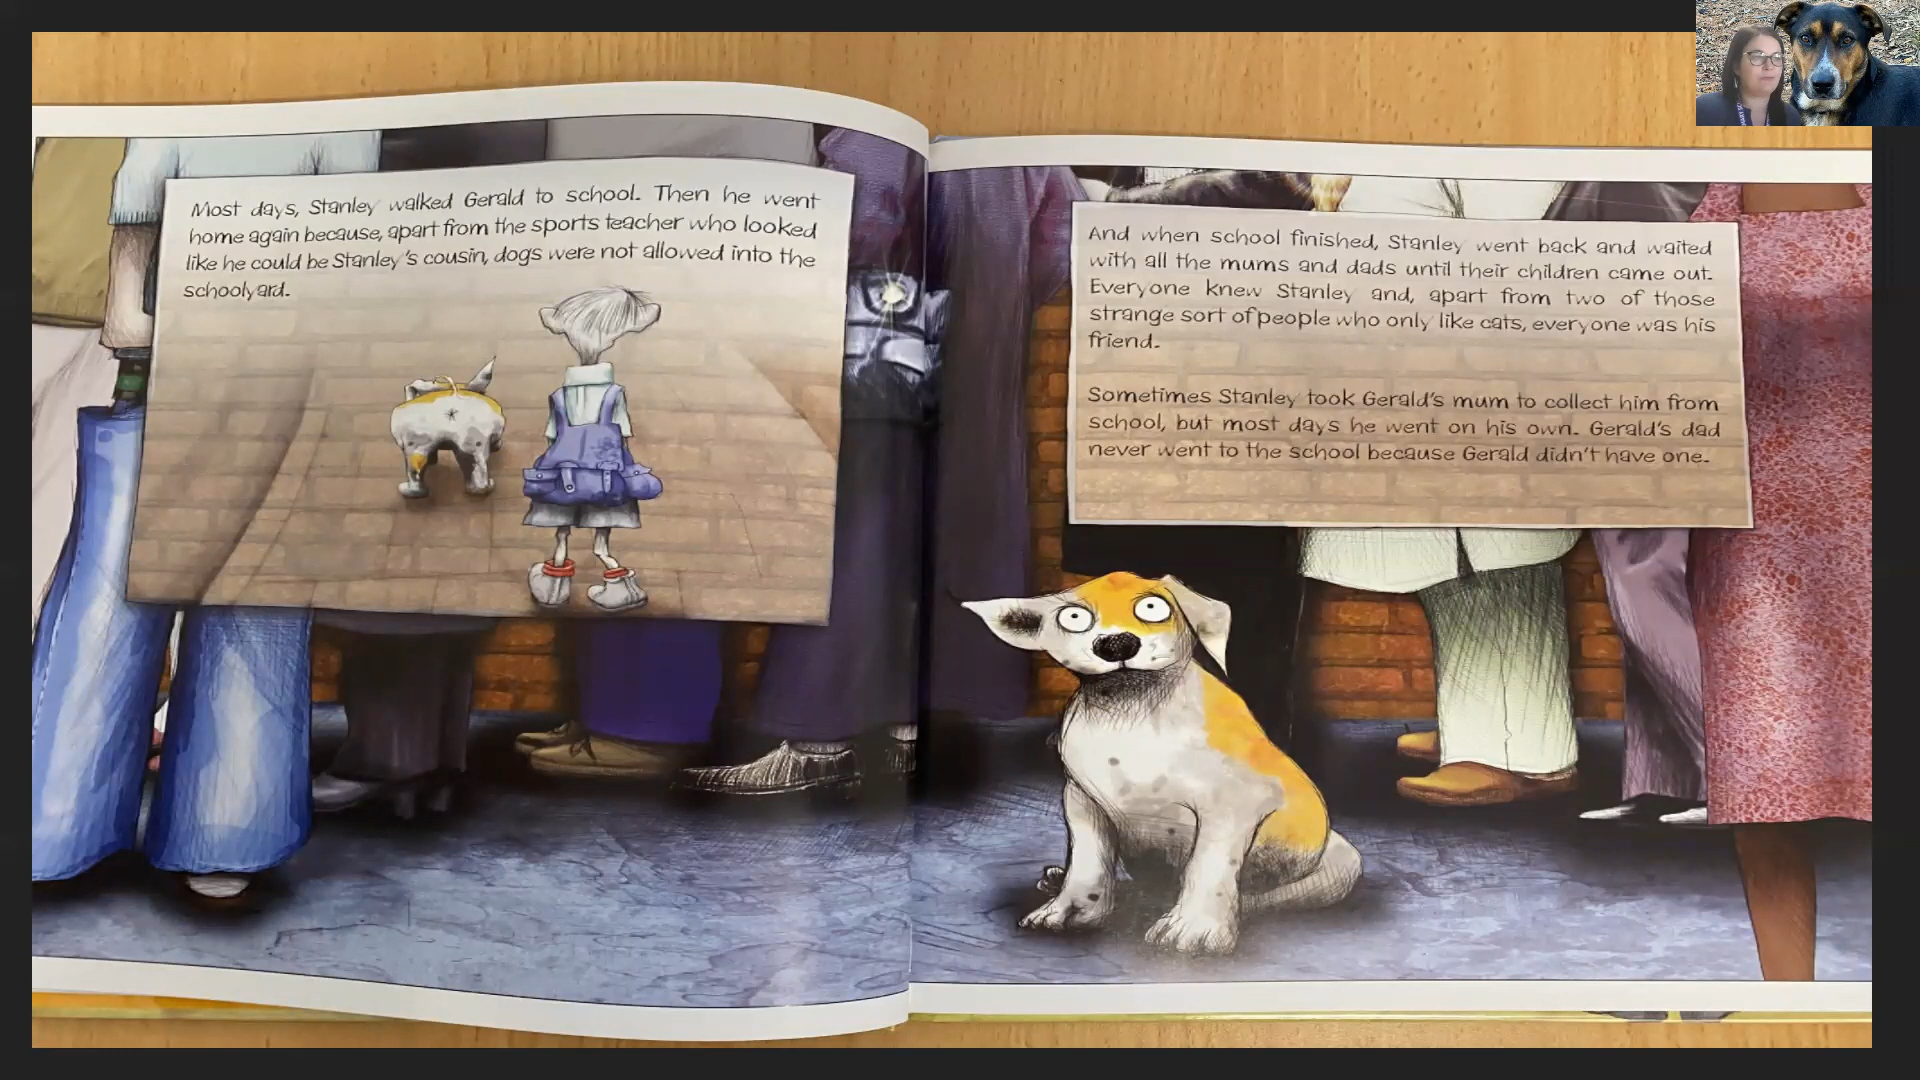 Most days, Stanley walked Gerald to school. Then he went
home again because, apart from the sports teacher who looked
like he could be Stanley's cousin, dogs were not allowed into the
schoolyard.
And when school finished, Stanley went back and waited
with all the mums and dads until their children came out.
Everyone knew Stanley and, apart from two of those
strange sort of people who only like cats, everyone was his
friend.
Sometimes Stanley took Gerald's mum to collect him from
school, but most days he went on his own. Gerald's dad
never went to the school because Gerald didn't have one.